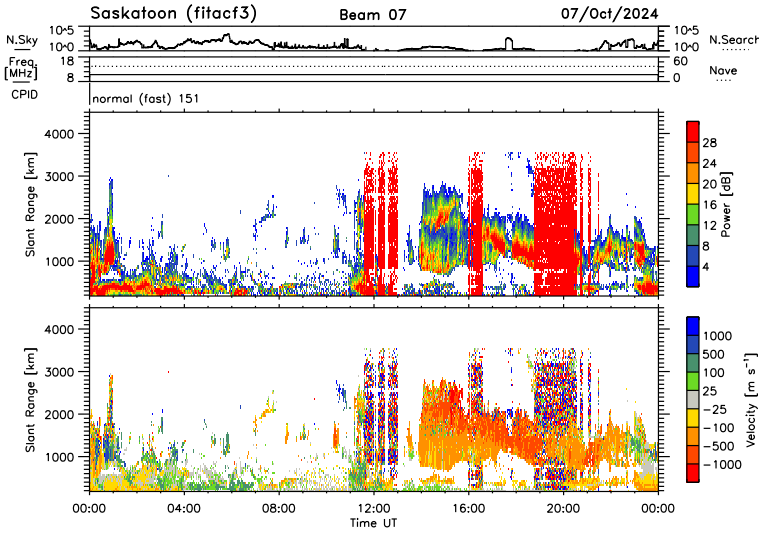 Saskatoon (fitacf3)
Beam 07
07/Oct/2024
N.Sky
10^5
10^0
10^5
10^0
N.Search
Freq.
[MHz]
18
8
60
0
Nave
CPID
normal (fast) 151
Slant Range [km]
4000
3000
2000
1000
28
24
20
16
12
8
4
Power [dB]
Slant Range [km]
4000
3000
2000
1000
1000
500
100
25
-25
-100
-500
-1000
Velocity [m s^-1]
00:00
04:00
08:00
12:00
16:00
20:00
00:00
Time UT